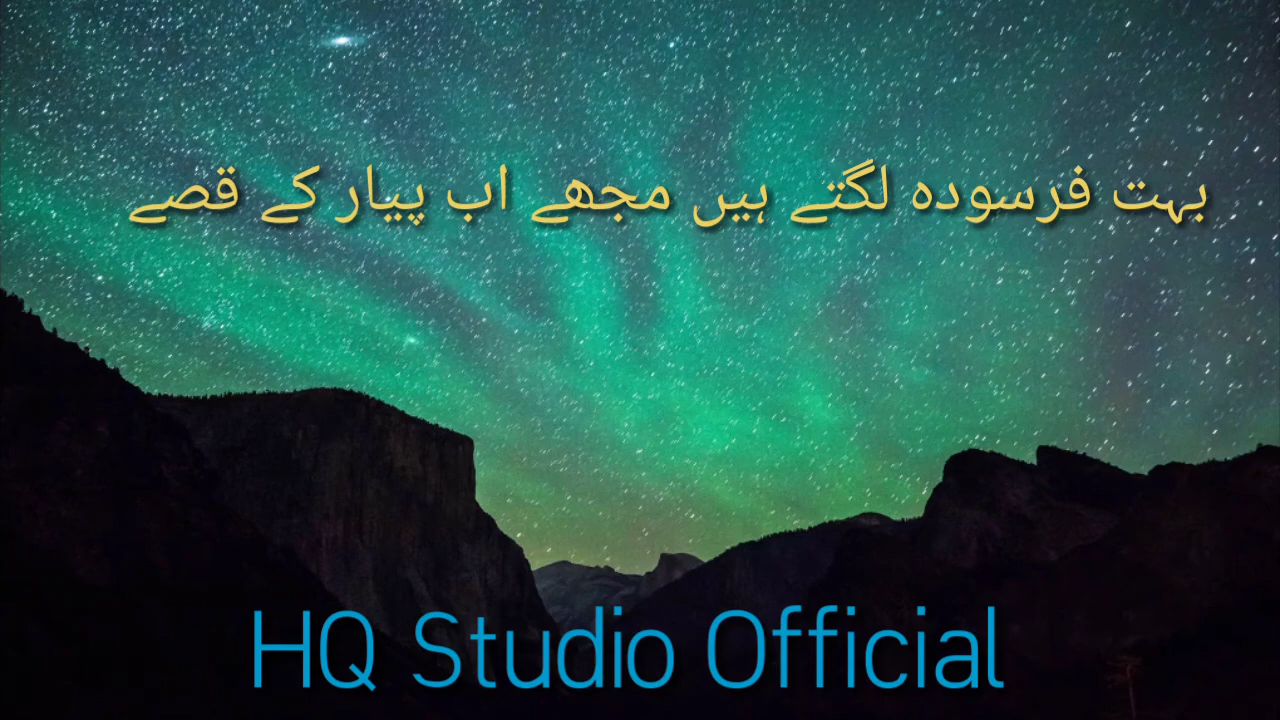 بہت فرسودہ لگتے ہیں مجھے اب پیار کے قصے
HQ Studio Official